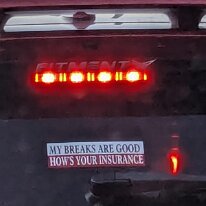 FITMENT
MY BREAKS ARE GOOD
HOW'S YOUR INSURANCE